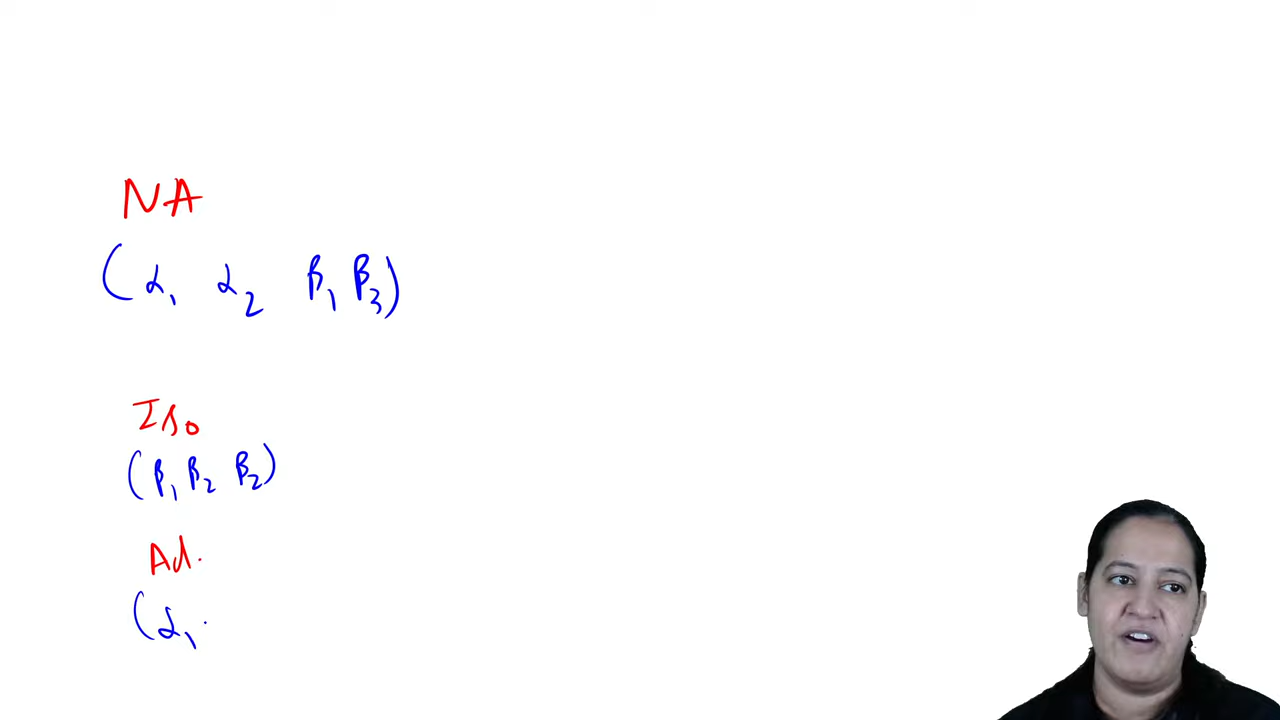 NA
(α₁ α₂ β₁ β₃)
Iso
(β₁ β₂ β₂)
Ad.
(α₁.